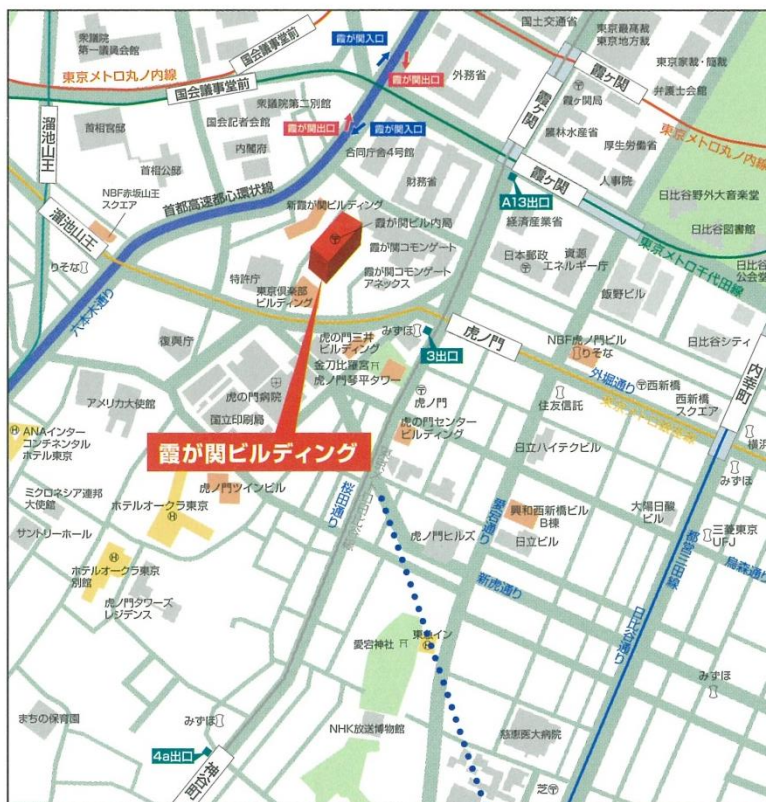 衆議院
第一議員会館
国会議事堂前
霞が関入口
国土交通省
東京最高裁
東京地方裁
東京家裁・簡裁
東京メトロ丸ノ内線
国会議事堂前
霞が関出口
外務省
霞ヶ関
霞ヶ関局
霞ヶ関
弁護士会館
衆議院第二別館
溜池山王
首相官邸
国会記者会館
霞が関出口
霞が関入口
農林水産省
厚生労働省
東京メトロ丸ノ内線
内閣府
合同庁舎4号館
首相公邸
財務省
霞ヶ関
人事院
NBF赤坂山王
スクエア
首都高速都心環状線
新霞が関ビルディング
A13出口
日比谷野外大音楽堂
溜池山王
霞が関ビル内局
経済産業省
日比谷図書館
霞が関コモンゲート
日本郵政
資源
エネルギー庁
東京メトロ千代田線
りそな
特許庁
霞が関コモンゲート
アネックス
日比谷
公会堂
東京倶楽部
ビルディング
飯野ビル
六本木通り
復興庁
虎の門三井
ビルディング
みずほ
3出口
虎ノ門
NBF虎ノ門ビル
りそな
日比谷シティ
金刀比羅宮
虎ノ門琴平タワー
内幸町
虎の門病院
外堀通り
西新橋
アメリカ大使館
国立印刷局
虎ノ門
住友信託
西新橋
スクエア
虎の門センター
ビルディング
ANAインター
コンチネンタル
ホテル東京
霞が関ビルディング
日立ハイテクビル
横浜
みずほ
ミクロネシア連邦
大使館
ホテルオークラ東京
虎ノ門ツインビル
桜田通り
愛宕通り
興和西新橋ビル
B棟
大陽日酸
ビル
サントリーホール
虎ノ門ヒルズ
日立ビル
三菱東京
UFJ
都営三田線
烏森通り
ホテルオークラ東京
別館
新虎通り
虎ノ門タワーズ
レジデンス
日比谷通り
愛宕神社
東急イン
みずほ
まちの保育園
みずほ
NHK放送博物館
慈恵医大病院
4a出口
神谷町
芝